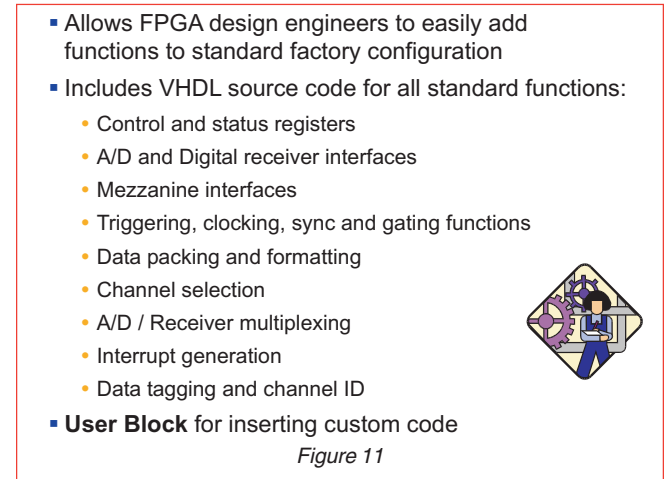 ▪ Allows FPGA design engineers to easily add
functions to standard factory configuration
▪ Includes VHDL source code for all standard functions:
• Control and status registers
• A/D and Digital receiver interfaces
• Mezzanine interfaces
• Triggering, clocking, sync and gating functions
• Data packing and formatting
• Channel selection
• A/D / Receiver multiplexing
• Interrupt generation
• Data tagging and channel ID
▪ User Block for inserting custom code
Figure 11